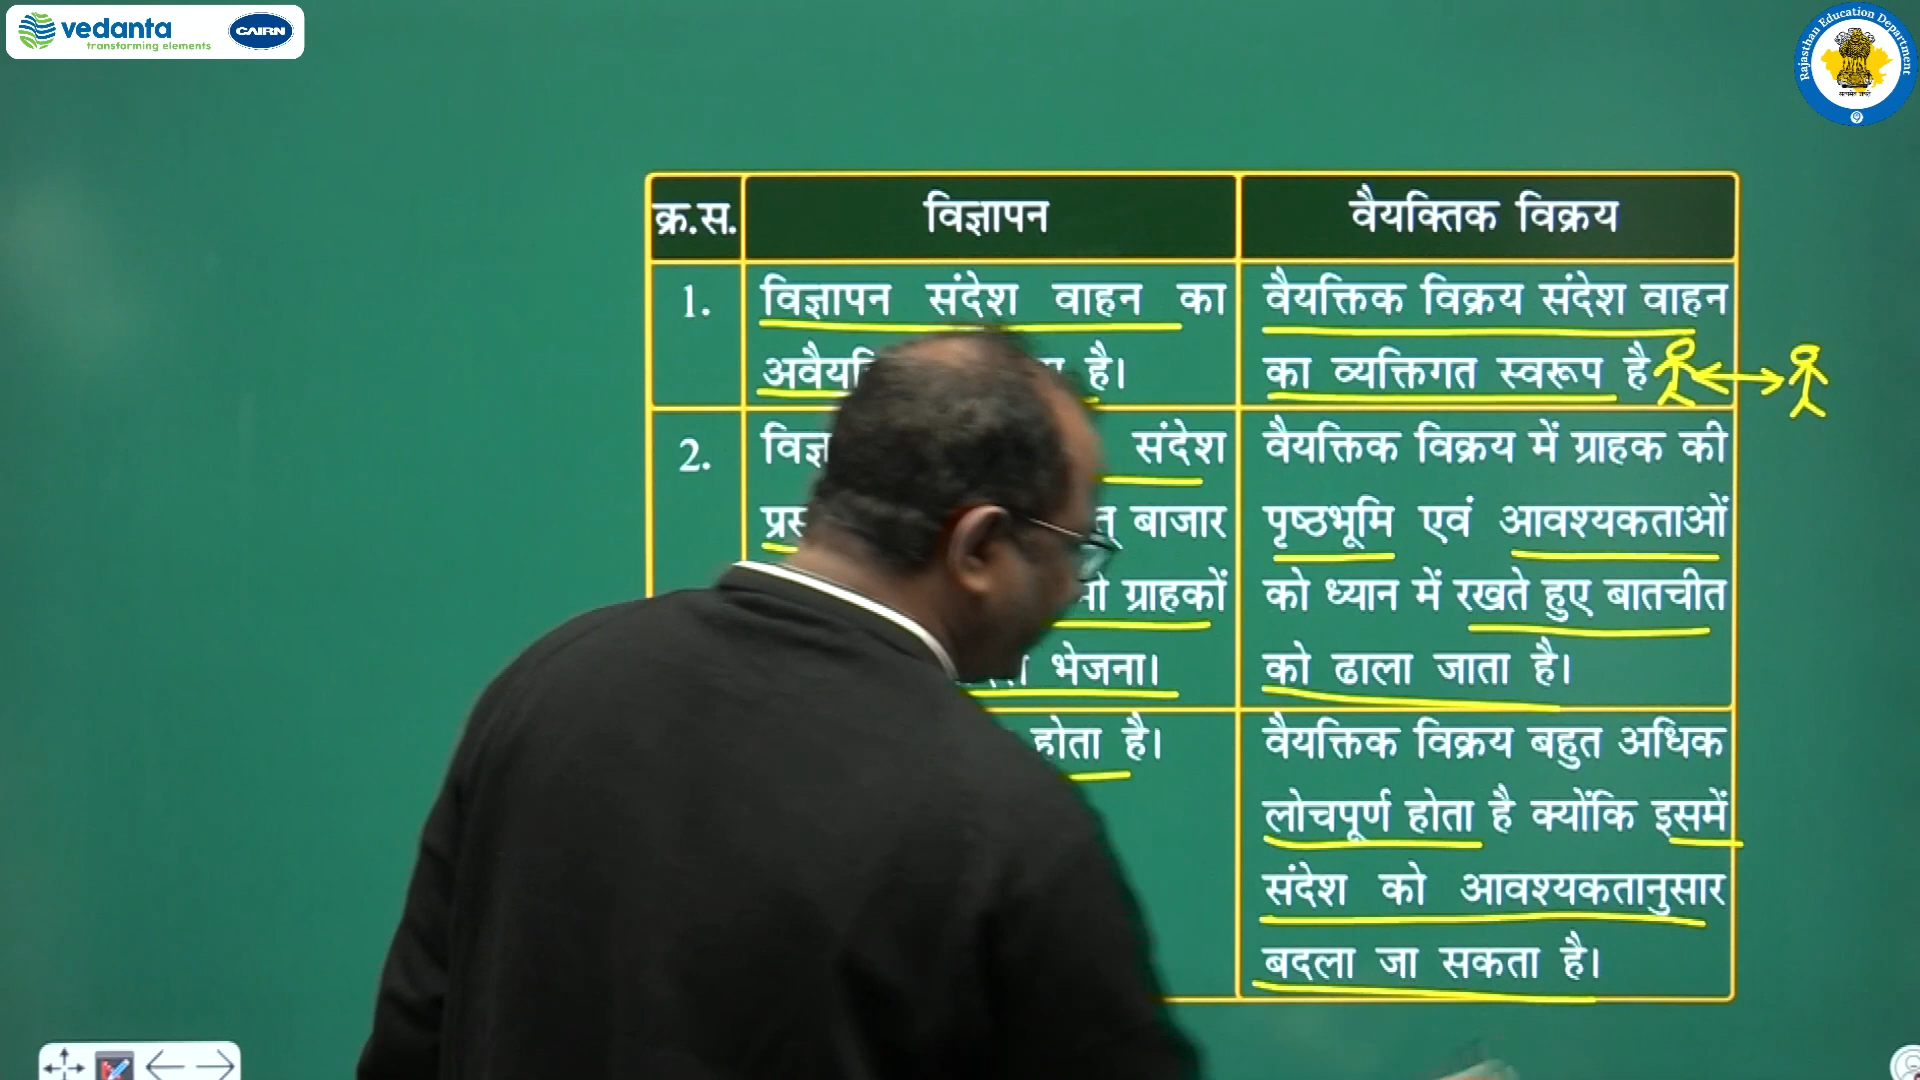 vedanta
transforming elements
CAIRN
Rajasthan Education Department
क्र.स. विज्ञापन वैयक्तिक विक्रय
1. विज्ञापन संदेश वाहन का
है।
वैयक्तिक विक्रय संदेश वाहन
का व्यक्तिगत स्वरूप है
2. संदेश
बाजार
ग्राहकों
भेजना।
वैयक्तिक विक्रय में ग्राहक की
पृष्ठभूमि एवं आवश्यकताओं
को ध्यान में रखते हुए बातचीत
को ढाला जाता है।
होता है।
वैयक्तिक विक्रय बहुत अधिक
लोचपूर्ण होता है क्योंकि इसमें
संदेश को आवश्यकतानुसार
बदला जा सकता है।